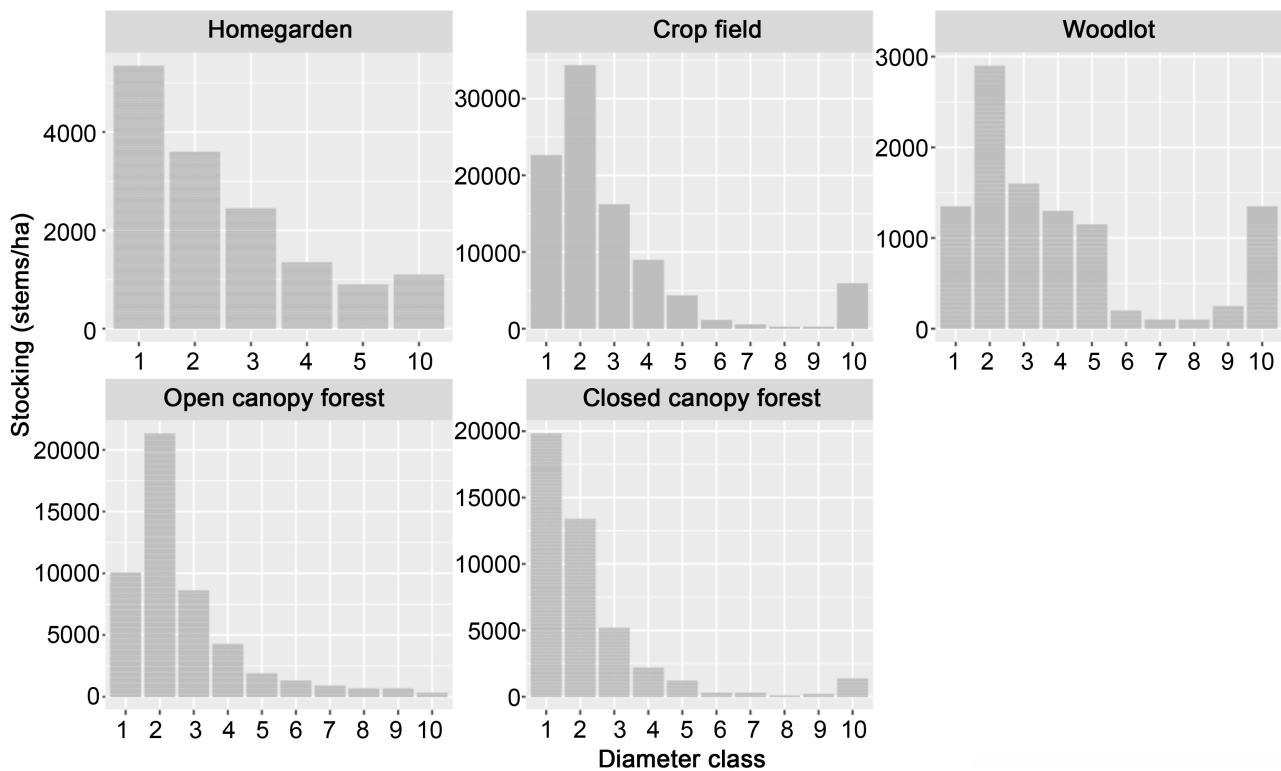 Homegarden
Crop field
Woodlot
Stocking (stems/ha)
4000
2000
0
30000
20000
10000
0
3000
2000
1000
0
1 2 3 4 5 10
1 2 3 4 5 6 7 8 9 10
1 2 3 4 5 6 7 8 9 10
Open canopy forest
Closed canopy forest
20000
15000
10000
5000
0
20000
15000
10000
5000
0
1 2 3 4 5 6 7 8 9 10
1 2 3 4 5 6 7 8 9 10
Diameter class